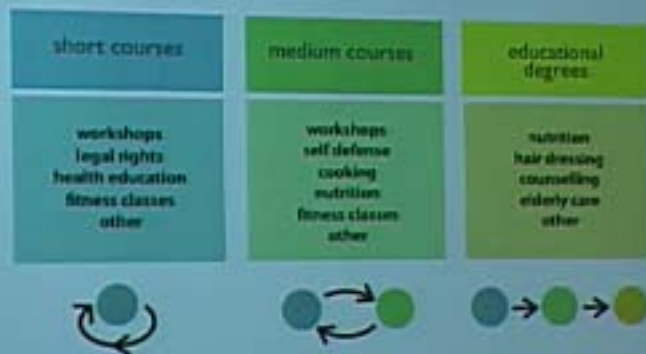 short courses
workshops
legal rights
health education
fitness classes
other
medium courses
workshops
self defense
cooking
nutrition
fitness classes
other
educational
degrees
nutrition
hair dressing
counselling
elderly care
other